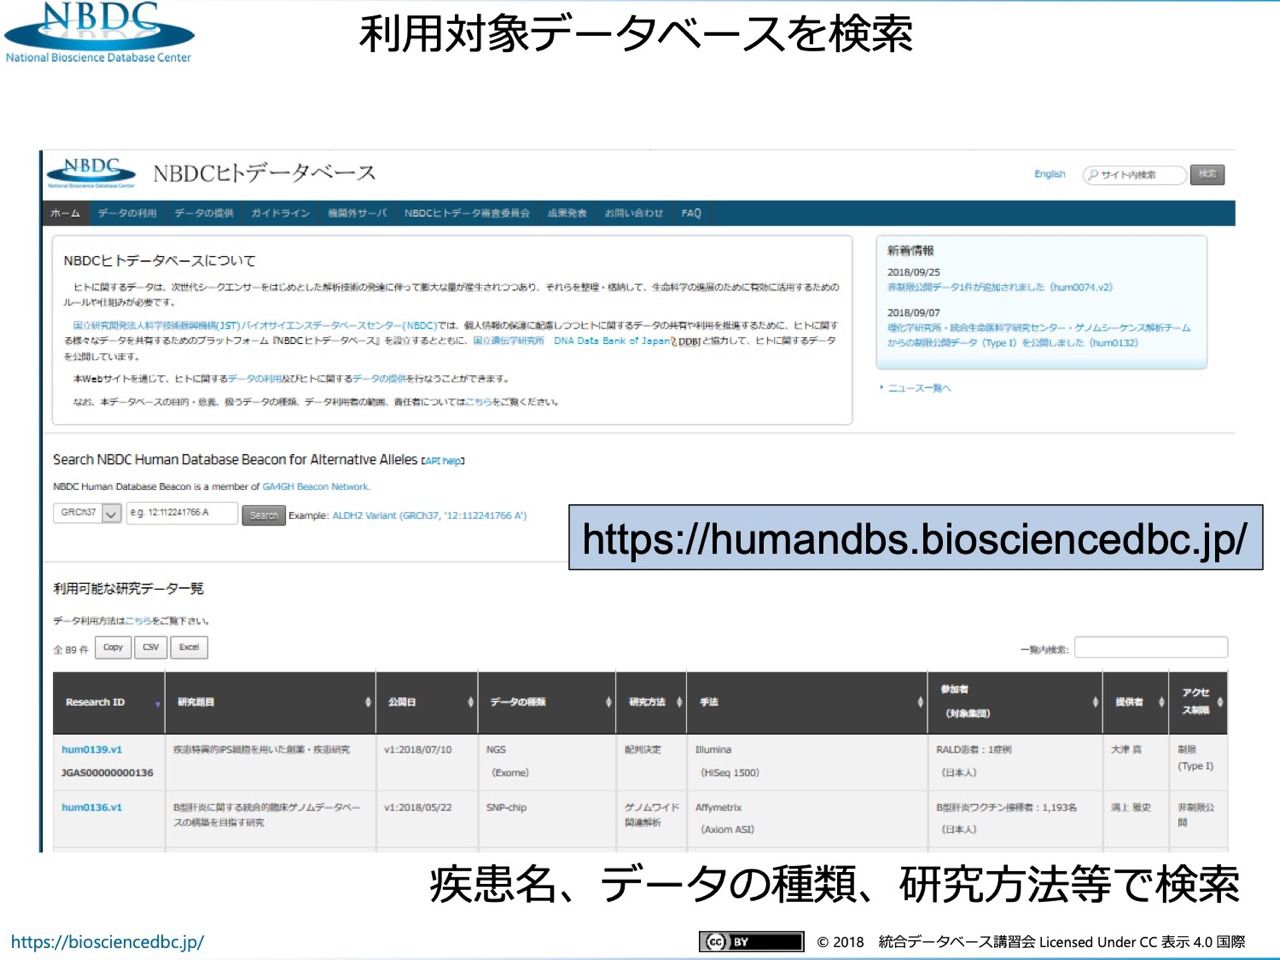 NBDC
National Bioscience Database Center
利用対象データベースを検索
NBDC
National Bioscience Database Center
NBDCヒトデータベース
English
サイト内検索
検索
ホーム データの利用 データの提供 ガイドライン 機関外サーバ NBDCヒトデータ審査委員会 成果発表 お問い合わせ FAQ
NBDCヒトデータベースについて
ヒトに関するデータは、次世代シークエンサーをはじめとした解析技術の発達に伴って膨大な量が産生されつつあり、それらを整理・格納して、生命科学の進展のために有効に活用するための
ルールや仕組みが必要です。
国立研究開発法人科学技術振興機構(JST)バイオサイエンスデータベースセンター(NBDC)では、個人情報の保護に配慮しつつヒトに関するデータの共有や利用を推進するために、ヒトに関す
る様々なデータを共有するためのプラットフォーム『NBDCヒトデータベース』を設立するとともに、国立遺伝学研究所 DNA Data Bank of Japan DDBJと協力して、ヒトに関するデータ
を公開しています。
本Webサイトを通じて、ヒトに関するデータの利用及びヒトに関するデータの提供を行なうことができます。
なお、本データベースの目的・意義、扱うデータの種類、データ利用者の範囲、責任者についてはこちらをご覧ください。
新着情報
2018/09/25
非制限公開データ1件が追加されました（hum0074.v2）
2018/09/07
理化学研究所・統合生命医科学研究センター・ゲノムシーケンス解析チーム
からの制限公開データ（Type I）を公開しました（hum0132）
ニュース一覧へ
Search NBDC Human Database Beacon for Alternative Alleles [API help]
NBDC Human Database Beacon is a member of GA4GH Beacon Network.
GRCh37 e.g. 12:112241766 A Search Example: ALDH2 Variant (GRCh37, '12:112241766 A')
https://humandbs.biosciencedbc.jp/
利用可能な研究データ一覧
データ利用方法はこちらをご覧下さい。
全 89 件 Copy CSV Excel
一覧内検索:
Research ID 研究題目 公開日 データの種類 研究方法 手法 参加者（対象集団） 提供者 アクセス制限
hum0139.v1 疾患特異的iPS細胞を用いた創薬・疾患研究 v1:2018/07/10 NGS 配列決定 Illumina RALD患者：1症例 大津 真 制限
JGAS00000000136 （Exome） （HiSeq 1500） （日本人） (Type I)
hum0136.v1 B型肝炎に関する統合的臨床ゲノムデータベー v1:2018/05/22 SNP-chip ゲノムワイド Affymetrix B型肝炎ワクチン接種者：1,193名 溝上 雅史 非制限公
スの構築を目指す研究 関連解析 （Axiom ASI） （日本人） 開
疾患名、データの種類、研究方法等で検索
https://biosciencedbc.jp/
cc BY
© 2018 統合データベース講習会 Licensed Under CC 表示 4.0 国際